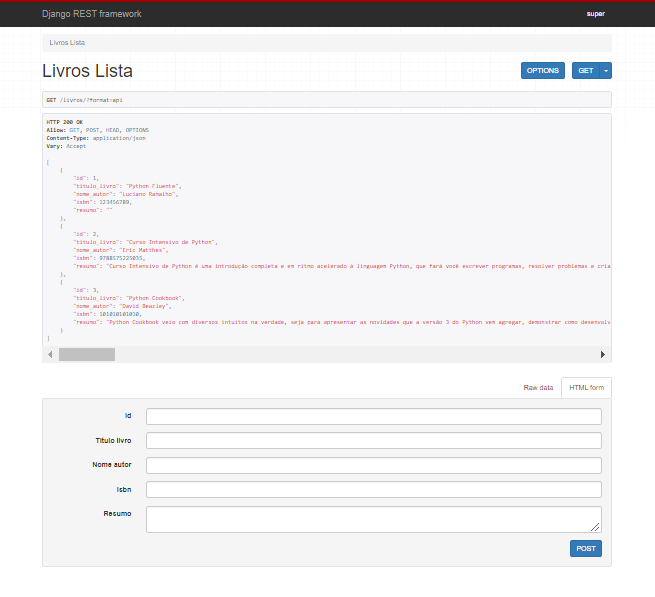 Django REST framework
super
Livros Lista
Livros Lista
OPTIONS
GET
GET /livros/?format=api
HTTP 200 OK
Allow: GET, POST, HEAD, OPTIONS
Content-Type: application/json
Vary: Accept
[
{
"id": 1,
"titulo_livro": "Python Fluente",
"nome_autor": "Luciano Ramalho",
"isbn": 123456789,
"resumo": ""
},
{
"id": 2,
"titulo_livro": "Curso Intensivo de Python",
"nome_autor": "Eric Matthes",
"isbn": 9788575225035,
"resumo": "Curso Intensivo de Python é uma introdução completa e em ritmo acelerado à linguagem Python, que fará você escrever programas, resolver problemas e cria
},
{
"id": 3,
"titulo_livro": "Python Cookbook",
"nome_autor": "David Beazley",
"isbn": 101010101010,
"resumo": "Python Cookbook veio com diversos intuitos na verdade, seja para apresentar as novidades que a versão 3 do Python vem agregar, demonstrar como desenvolv
}
]
Raw data
HTML form
Id
Titulo livro
Nome autor
Isbn
Resumo
POST